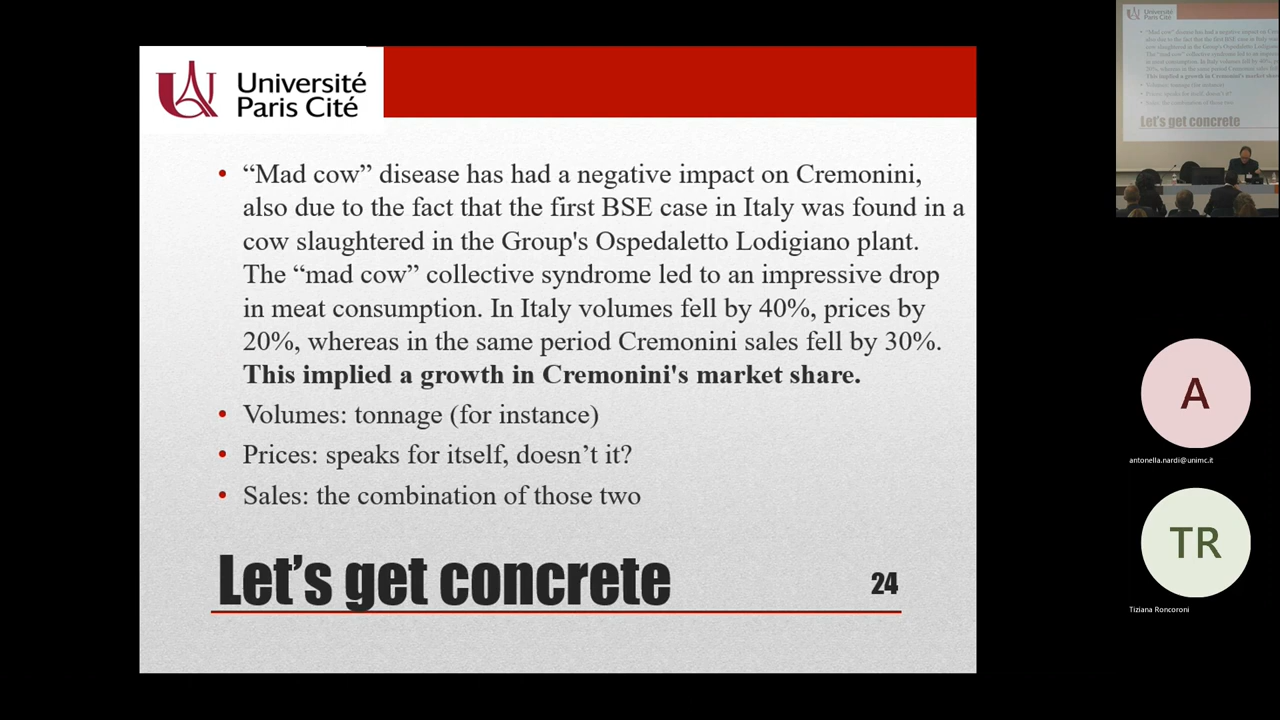 Université
Paris Cité
• “Mad cow” disease has had a negative impact on Cremonini,
also due to the fact that the first BSE case in Italy was found in a
cow slaughtered in the Group's Ospedaletto Lodigiano plant.
The “mad cow” collective syndrome led to an impressive drop
in meat consumption. In Italy volumes fell by 40%, prices by
20%, whereas in the same period Cremonini sales fell by 30%.
This implied a growth in Cremonini's market share.
• Volumes: tonnage (for instance)
• Prices: speaks for itself, doesn’t it?
• Sales: the combination of those two
Let’s get concrete
24
Université
Paris Cité
Let's get concrete
A
antonella.nardi@unimc.it
TR
Tiziana Roncoroni